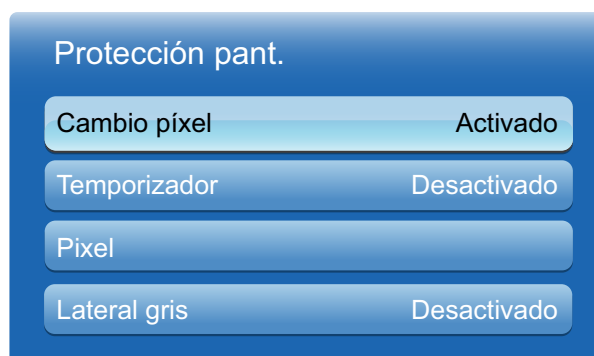 Protección pant.
Cambio píxel Activado
Temporizador Desactivado
Pixel
Lateral gris Desactivado